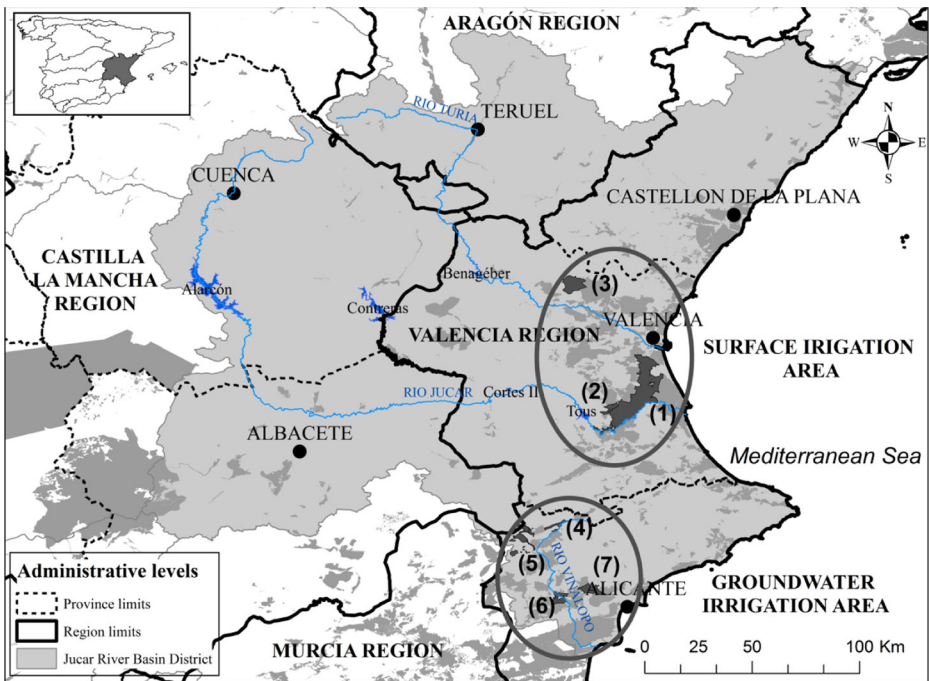 ARAGÓN REGION
RIO TURIA
TERUEL
N
W
E
S
CUENCA
CASTELLON DE LA PLANA
CASTILLA
LA MANCHA
REGION
Alarcón
Benagéber
Contreras
(3)
VALENCIA
VALENCIA REGION
SURFACE IRIGATION
AREA
RIO JUCAR
Cortes II
(2)
Tous
(1)
ALBACETE
Mediterranean Sea
(4)
(5)
RIO VINALOPO
(7)
(6)
ALICANTE
GROUNDWATER
IRRIGATION AREA
MURCIA REGION
Administrative levels
Province limits
Region limits
Jucar River Basin District
0 25 50 100 Km